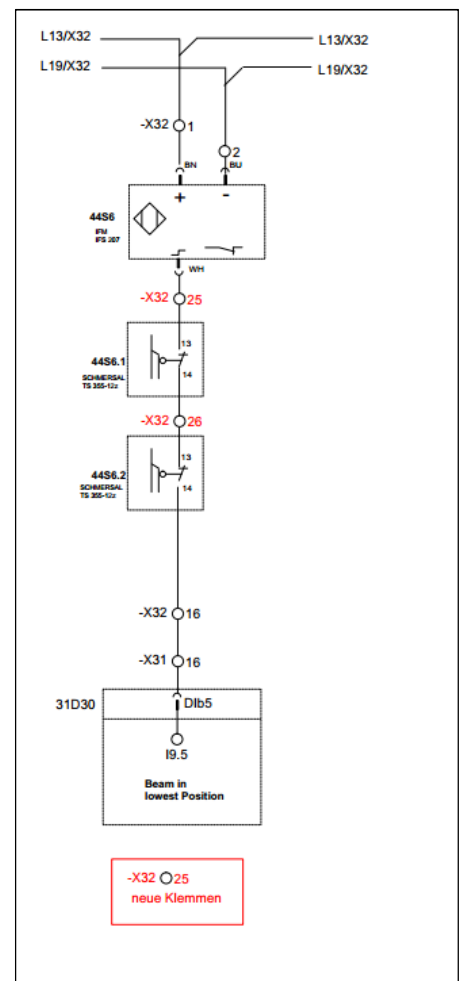 L13/X32
L13/X32
L19/X32
L19/X32
-X32 1
2
BN
BU
+ -
44S6
IFM
IFS 207
WH
-X32 25
13
44S6.1
14
SCHMERSAL
TS 355-12z
-X32 26
13
44S6.2
14
SCHMERSAL
TS 355-12z
-X32 16
-X31 16
31D30
DIb5
I9.5
Beam in
lowest Position
-X32 25
neue Klemmen